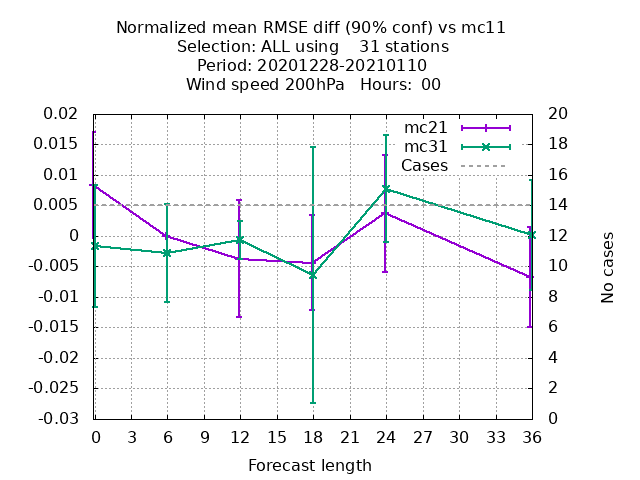 Normalized mean RMSE diff (90% conf) vs mc11
Selection: ALL using    31 stations
Period: 20201228-20210110
Wind speed 200hPa   Hours:  00
mc21
mc31
Cases
0.02
0.015
0.01
0.005
0
-0.005
-0.01
-0.015
-0.02
-0.025
-0.03
20
18
16
14
12
10
8
6
4
2
0
No cases
0 3 6 9 12 15 18 21 24 27 30 33 36
Forecast length